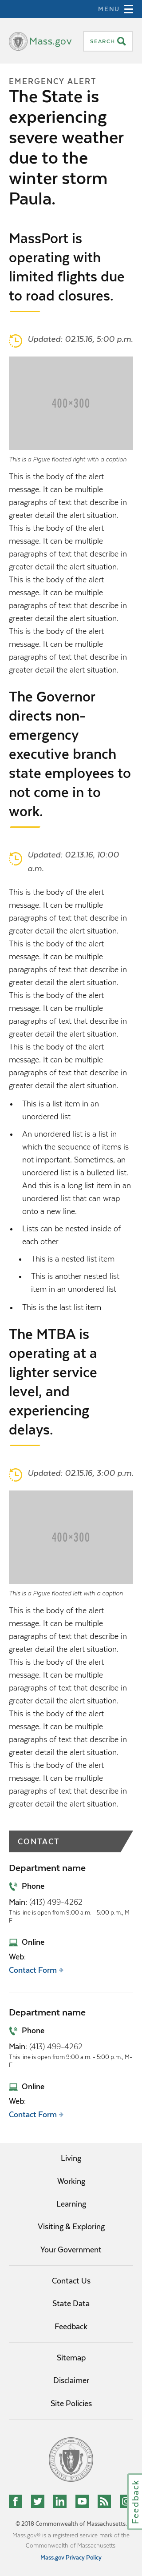 MENU
Mass.gov
SEARCH
EMERGENCY ALERT
The State is
experiencing
severe weather
due to the
winter storm
Paula.
MassPort is
operating with
limited flights due
to road closures.
Updated: 02.15.16, 5:00 p.m.
400×300
This is a Figure floated right with a caption
This is the body of the alert
message. It can be multiple
paragraphs of text that describe in
greater detail the alert situation.
This is the body of the alert
message. It can be multiple
paragraphs of text that describe in
greater detail the alert situation.
This is the body of the alert
message. It can be multiple
paragraphs of text that describe in
greater detail the alert situation.
This is the body of the alert
message. It can be multiple
paragraphs of text that describe in
greater detail the alert situation.
The Governor
directs non-
emergency
executive branch
state employees to
not come in to
work.
Updated: 02.13.16, 10:00
a.m.
This is the body of the alert
message. It can be multiple
paragraphs of text that describe in
greater detail the alert situation.
This is the body of the alert
message. It can be multiple
paragraphs of text that describe in
greater detail the alert situation.
This is the body of the alert
message. It can be multiple
paragraphs of text that describe in
greater detail the alert situation.
This is the body of the alert
message. It can be multiple
paragraphs of text that describe in
greater detail the alert situation.
• This is a list item in an
unordered list
• An unordered list is a list in
which the sequence of items is
not important. Sometimes, an
unordered list is a bulleted list.
And this is a long list item in an
unordered list that can wrap
onto a new line.
• Lists can be nested inside of
each other
• This is a nested list item
• This is another nested list
item in an unordered list
• This is the last list item
The MTBA is
operating at a
lighter service
level, and
experiencing
delays.
Updated: 02.15.16, 3:00 p.m.
400×300
This is a Figure floated left with a caption
This is the body of the alert
message. It can be multiple
paragraphs of text that describe in
greater detail the alert situation.
This is the body of the alert
message. It can be multiple
paragraphs of text that describe in
greater detail the alert situation.
This is the body of the alert
message. It can be multiple
paragraphs of text that describe in
greater detail the alert situation.
This is the body of the alert
message. It can be multiple
paragraphs of text that describe in
greater detail the alert situation.
CONTACT
Department name
Phone
Main: (413) 499-4262
This line is open from 9:00 a.m. - 5:00 p.m., M-
F
Online
Web:
Contact Form
Department name
Phone
Main: (413) 499-4262
This line is open from 9:00 a.m. - 5:00 p.m., M-
F
Online
Web:
Contact Form
Living
Working
Learning
Visiting & Exploring
Your Government
Contact Us
State Data
Feedback
Sitemap
Disclaimer
Site Policies
Feedback
© 2018 Commonwealth of Massachusetts.
Mass.gov® is a registered service mark of the
Commonwealth of Massachusetts.
Mass.gov Privacy Policy